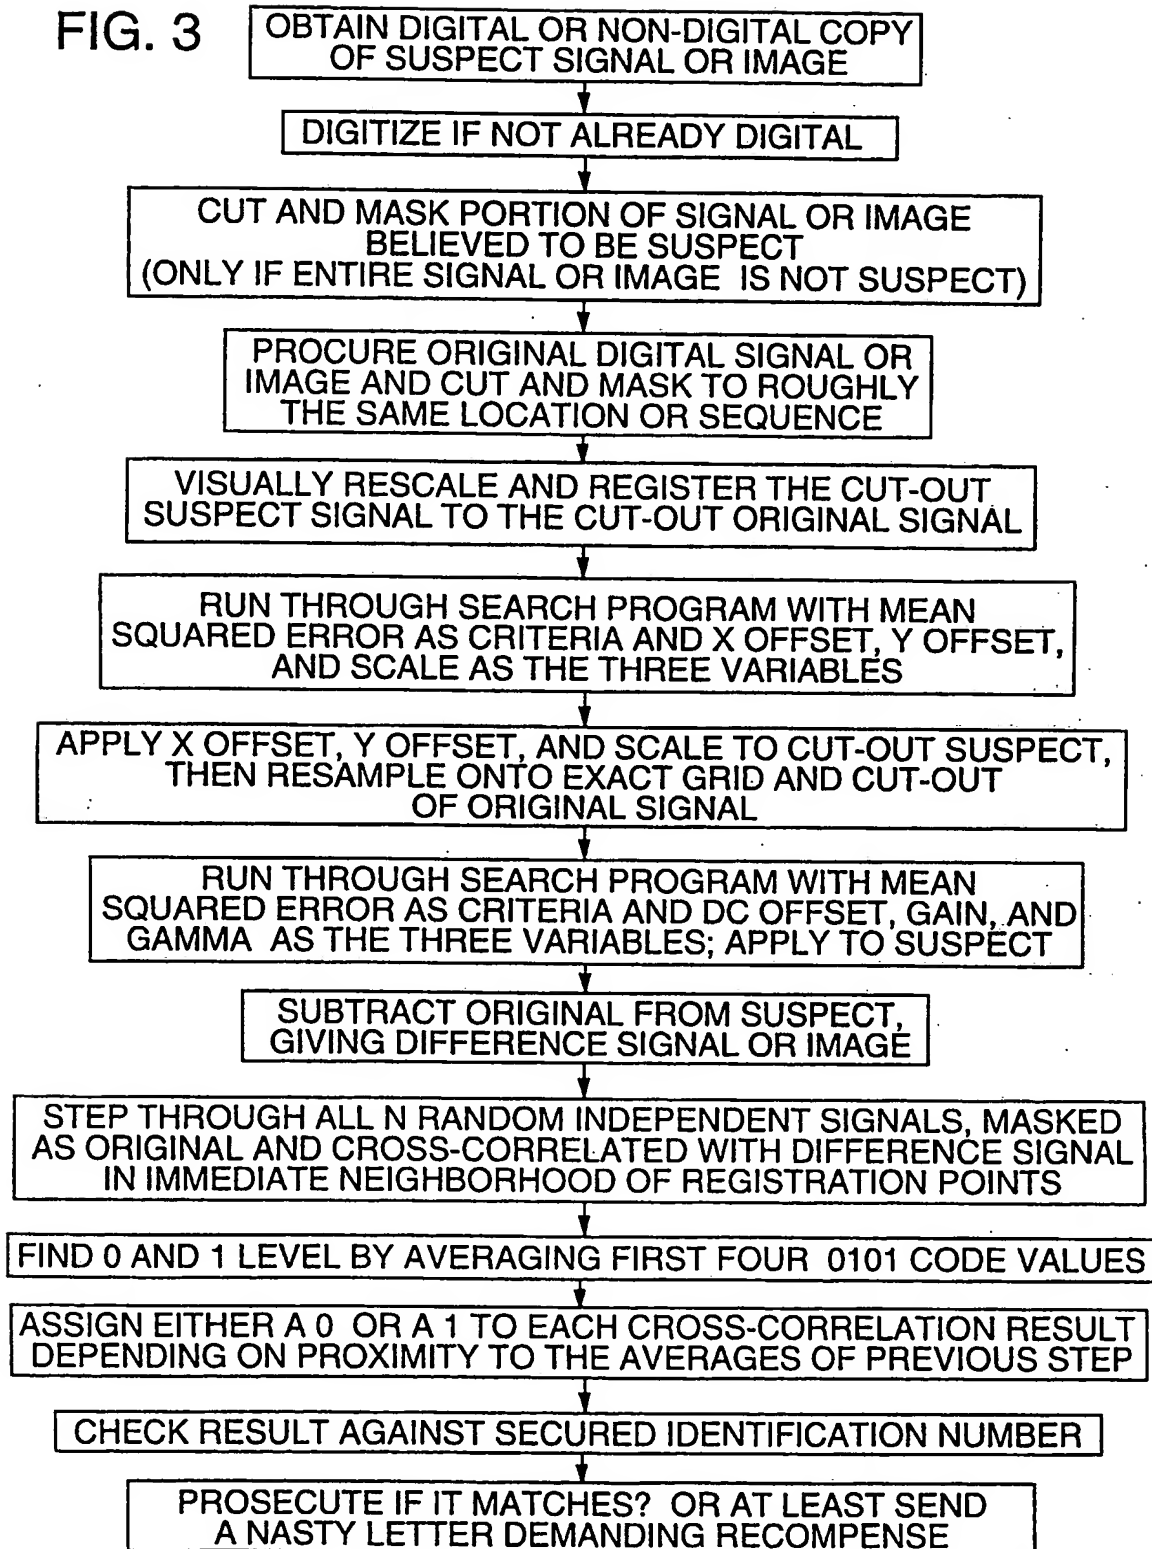 FIG. 3
OBTAIN DIGITAL OR NON-DIGITAL COPY
OF SUSPECT SIGNAL OR IMAGE
DIGITIZE IF NOT ALREADY DIGITAL
CUT AND MASK PORTION OF SIGNAL OR IMAGE
BELIEVED TO BE SUSPECT
(ONLY IF ENTIRE SIGNAL OR IMAGE IS NOT SUSPECT)
PROCURE ORIGINAL DIGITAL SIGNAL OR
IMAGE AND CUT AND MASK TO ROUGHLY
THE SAME LOCATION OR SEQUENCE
VISUALLY RESCALE AND REGISTER THE CUT-OUT
SUSPECT SIGNAL TO THE CUT-OUT ORIGINAL SIGNAL
RUN THROUGH SEARCH PROGRAM WITH MEAN
SQUARED ERROR AS CRITERIA AND X OFFSET, Y OFFSET,
AND SCALE AS THE THREE VARIABLES
APPLY X OFFSET, Y OFFSET, AND SCALE TO CUT-OUT SUSPECT,
THEN RESAMPLE ONTO EXACT GRID AND CUT-OUT
OF ORIGINAL SIGNAL
RUN THROUGH SEARCH PROGRAM WITH MEAN
SQUARED ERROR AS CRITERIA AND DC OFFSET, GAIN, AND
GAMMA AS THE THREE VARIABLES; APPLY TO SUSPECT
SUBTRACT ORIGINAL FROM SUSPECT,
GIVING DIFFERENCE SIGNAL OR IMAGE
STEP THROUGH ALL N RANDOM INDEPENDENT SIGNALS, MASKED
AS ORIGINAL AND CROSS-CORRELATED WITH DIFFERENCE SIGNAL
IN IMMEDIATE NEIGHBORHOOD OF REGISTRATION POINTS
FIND 0 AND 1 LEVEL BY AVERAGING FIRST FOUR 0101 CODE VALUES
ASSIGN EITHER A 0 OR A 1 TO EACH CROSS-CORRELATION RESULT
DEPENDING ON PROXIMITY TO THE AVERAGES OF PREVIOUS STEP
CHECK RESULT AGAINST SECURED IDENTIFICATION NUMBER
PROSECUTE IF IT MATCHES? OR AT LEAST SEND
A NASTY LETTER DEMANDING RECOMPENSE